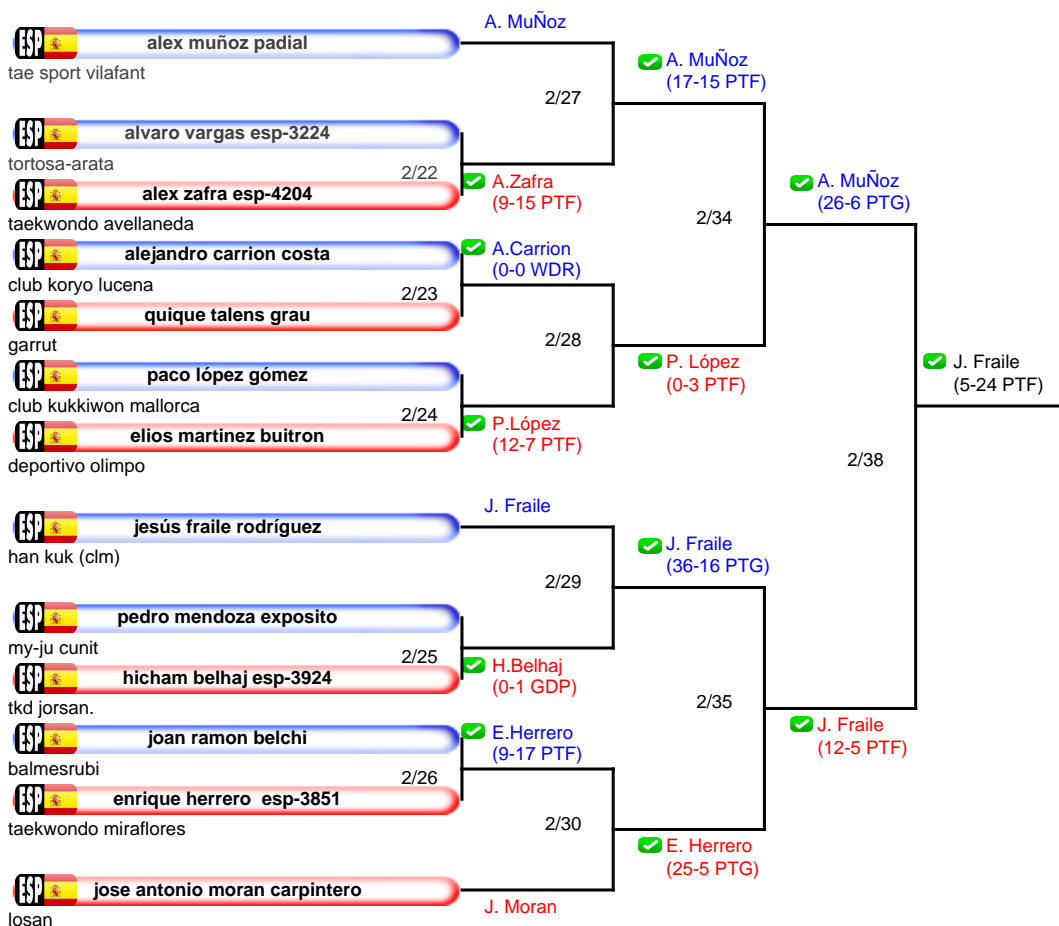 A. MuÑoz
ESP alex muñoz padial
tae sport vilafant
A. MuÑoz
(17-15 PTF)
2/27
ESP alvaro vargas esp-3224
tortosa-arata
2/22
A.Zafra
(9-15 PTF)
ESP alex zafra esp-4204
taekwondo avellaneda
A. MuÑoz
(26-6 PTG)
2/34
ESP alejandro carrion costa
club koryo lucena
A.Carrion
(0-0 WDR)
2/23
ESP quique talens grau
garrut
2/28
P. López
(0-3 PTF)
ESP paco lópez gómez
club kukkiwon mallorca
2/24
P.López
(12-7 PTF)
ESP elios martinez buitron
deportivo olimpo
J. Fraile
(5-24 PTF)
2/38
J. Fraile
ESP jesús fraile rodríguez
han kuk (clm)
J. Fraile
(36-16 PTG)
2/29
ESP pedro mendoza exposito
my-ju cunit
2/25
H.Belhaj
(0-1 GDP)
ESP hicham belhaj esp-3924
tkd jorsan.
2/35
J. Fraile
(12-5 PTF)
ESP joan ramon belchi
balmesrubi
E.Herrero
(9-17 PTF)
2/26
ESP enrique herrero esp-3851
taekwondo miraflores
2/30
E. Herrero
(25-5 PTG)
ESP jose antonio moran carpintero
losan
J. Moran